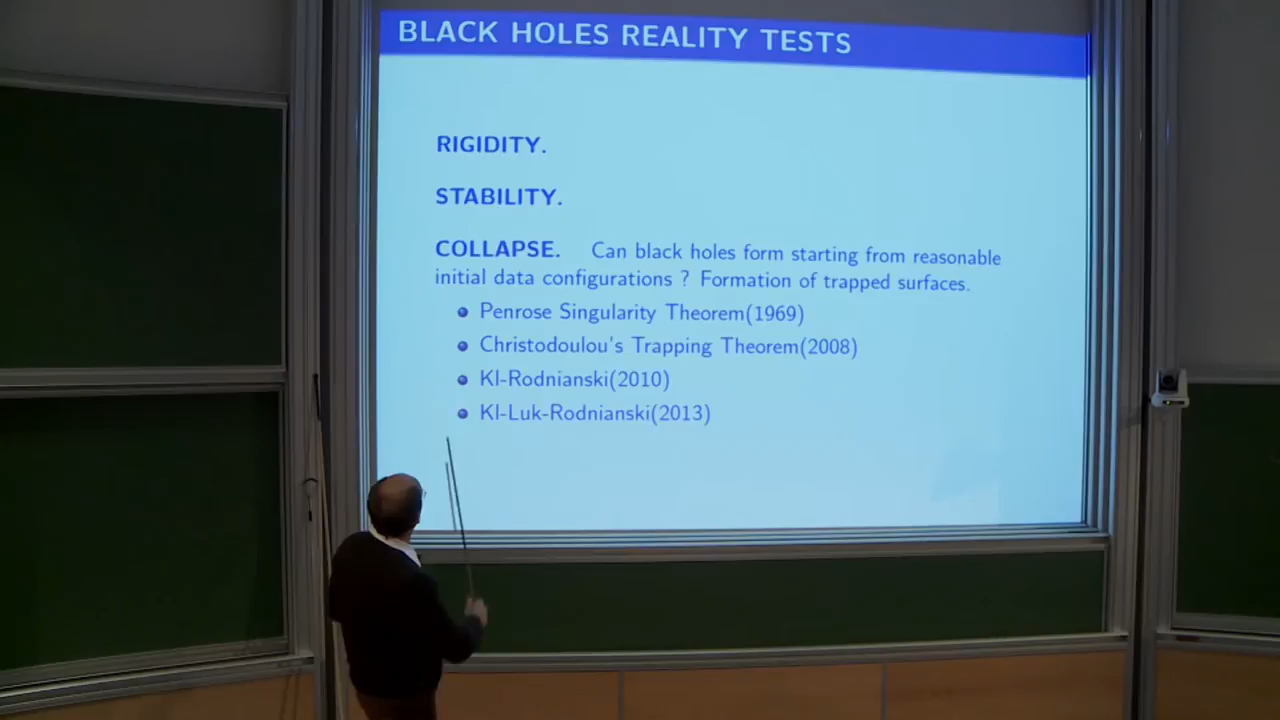 BLACK HOLES REALITY TESTS
RIGIDITY.
STABILITY.
COLLAPSE. Can black holes form starting from reasonable
initial data configurations ? Formation of trapped surfaces.
Penrose Singularity Theorem(1969)
Christodoulou's Trapping Theorem(2008)
Kl-Rodnianski(2010)
Kl-Luk-Rodnianski(2013)